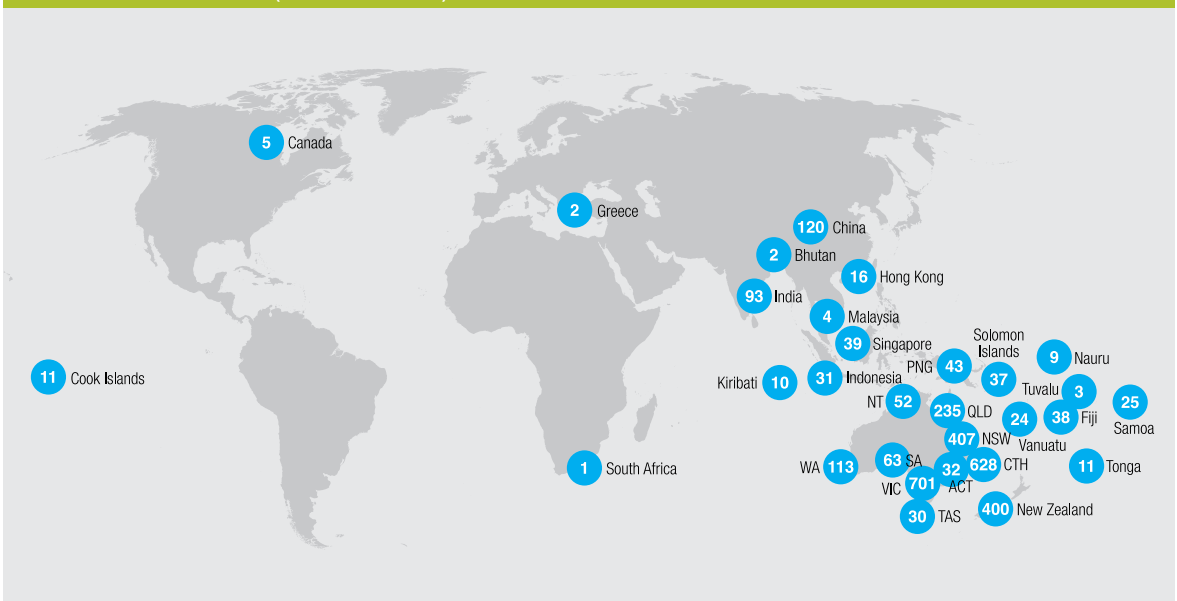 5 Canada
2 Greece
120 China
2 Bhutan
16 Hong Kong
93 India
4 Malaysia
39 Singapore
Solomon
Islands
37
9 Nauru
PNG 43
11 Cook Islands
Kiribati 10
31 Indonesia
Tuvalu 3
NT 52
235 QLD
24
Vanuatu
38 Fiji
25
Samoa
407 NSW
WA 113
63 SA
32
ACT
628 CTH
11 Tonga
1 South Africa
VIC 701
30 TAS
400 New Zealand